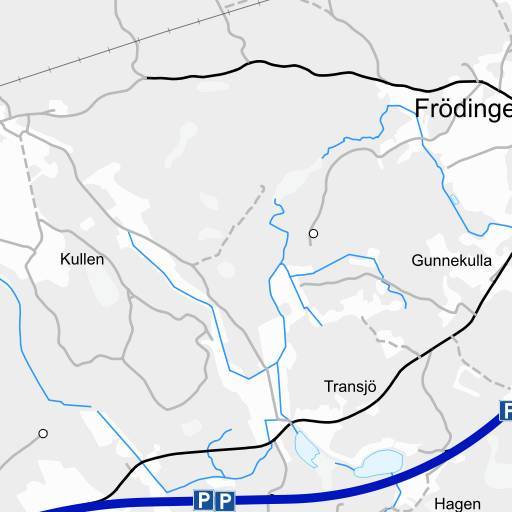 Frödinge
Kullen
Gunnekulla
Transjö
P
P P
Hagen